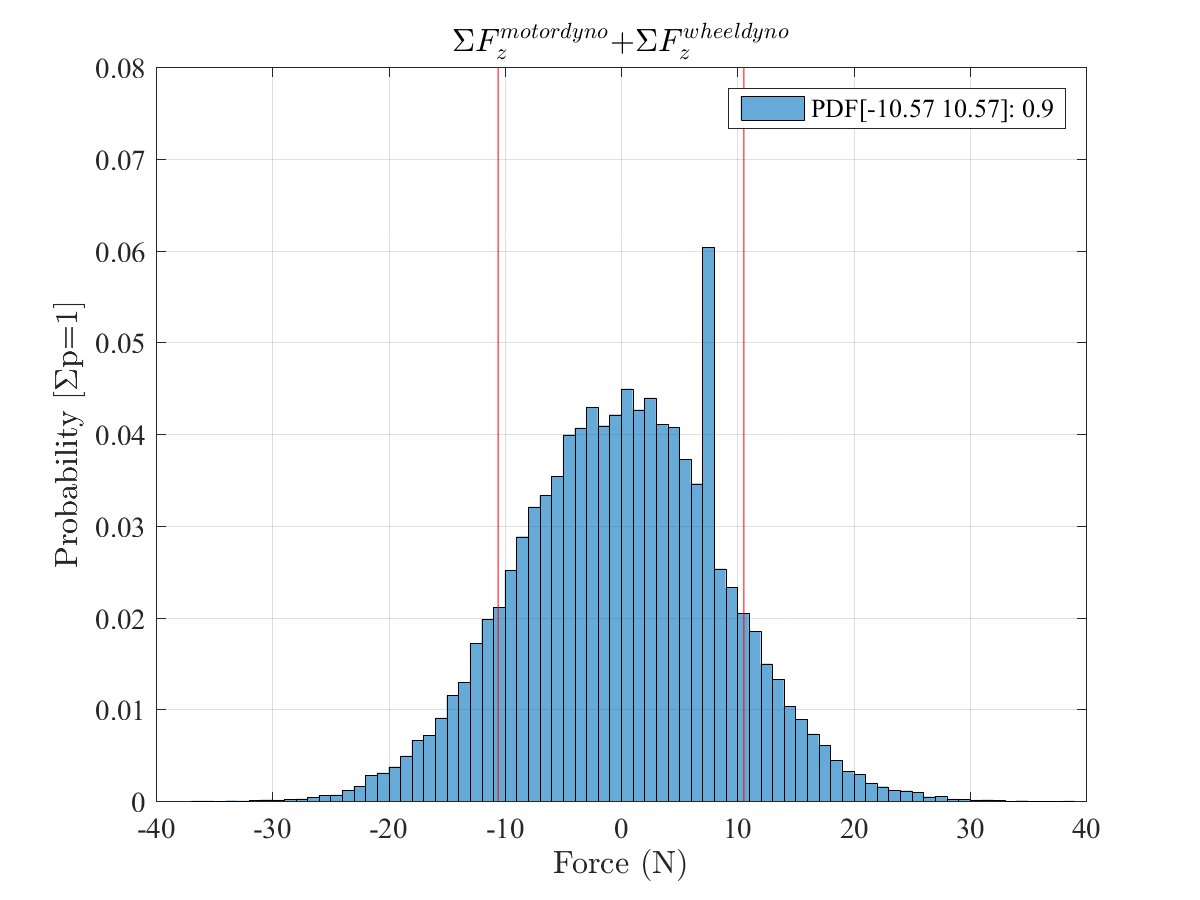 ΣF_z^{motordyno}+ΣF_z^{wheeldyno}
PDF[-10.57 10.57]: 0.9
0.08
0.07
0.06
0.05
0.04
0.03
0.02
0.01
0
Probability [Σp=1]
-40 -30 -20 -10 0 10 20 30 40
Force (N)